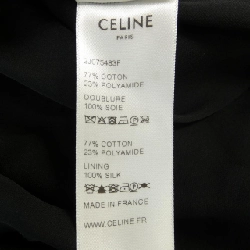 CELINE
PARIS
77% COTON
23% POLYAMIDE
DOUBLURE
100% SOIE
77% COTTON
23% POLYAMIDE
LINING
100% SILK
MADE IN FRANCE
WWW.CELINE.FR